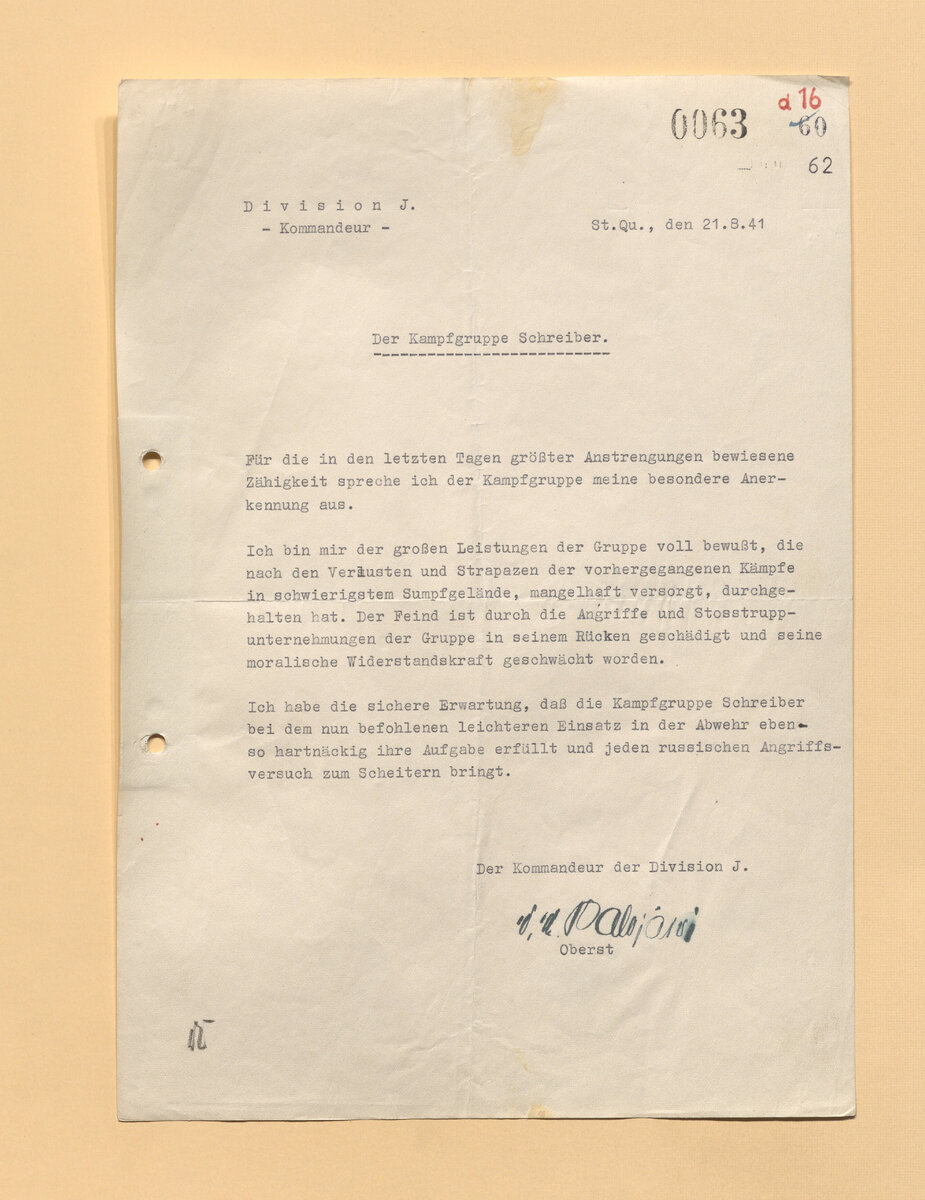 d 16
0063 60
62
Division J.
- Kommandeur -
St.Qu., den 21.8.41
Der Kampfgruppe Schreiber.
Für die in den letzten Tagen größter Anstrengungen bewiesene
Zähigkeit spreche ich der Kampfgruppe meine besondere Aner-
kennung aus.
Ich bin mir der großen Leistungen der Gruppe voll bewußt, die
nach den Verlusten und Strapazen der vorhergegangenen Kämpfe
in schwierigstem Sumpfgelände, mangelhaft versorgt, durchge-
halten hat. Der Feind ist durch die Angriffe und Stosstrupp-
unternehmungen der Gruppe in seinem Rücken geschädigt und seine
moralische Widerstandskraft geschwächt worden.
Ich habe die sichere Erwartung, daß die Kampfgruppe Schreiber
bei dem nun befohlenen leichteren Einsatz in der Abwehr eben-
so hartnäckig ihre Aufgabe erfüllt und jeden russischen Angriffs-
versuch zum Scheitern bringt.
Der Kommandeur der Division J.
Oberst